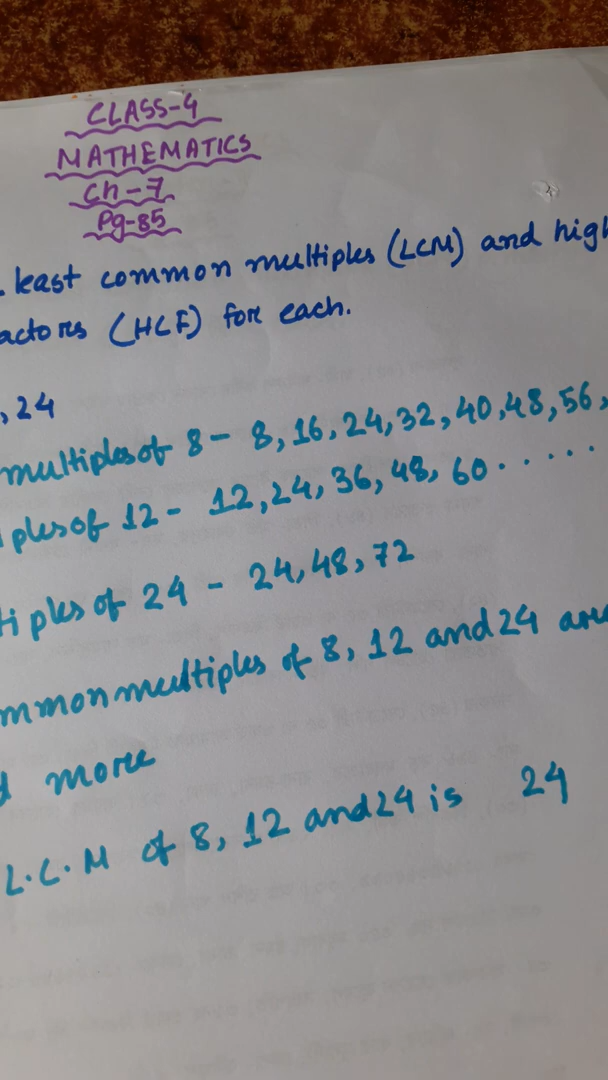 CLASS-4
MATHEMATICS
Ch-7
Pg-85
least common multiples (LCM) and high
actors (HCF) for each.
, 24
multiples of 8 - 8, 16, 24, 32, 40, 48, 56,
iples of 12 - 12, 24, 36, 48, 60......
tiples of 24 - 24, 48, 72
mmon multiples of 8, 12 and 24 are
d more
L.C.M of 8, 12 and 24 is 24